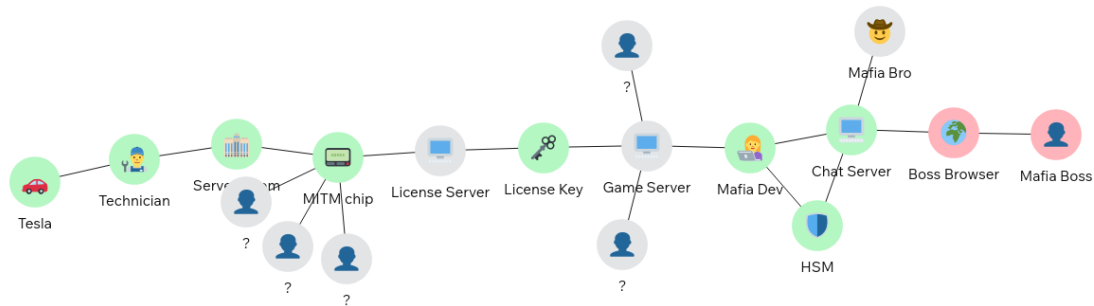 ?
Mafia Bro
Tesla
Technician
MITM chip
License Server
License Key
Game Server
Mafia Dev
Chat Server
Boss Browser
Mafia Boss
?
?
?
?
HSM